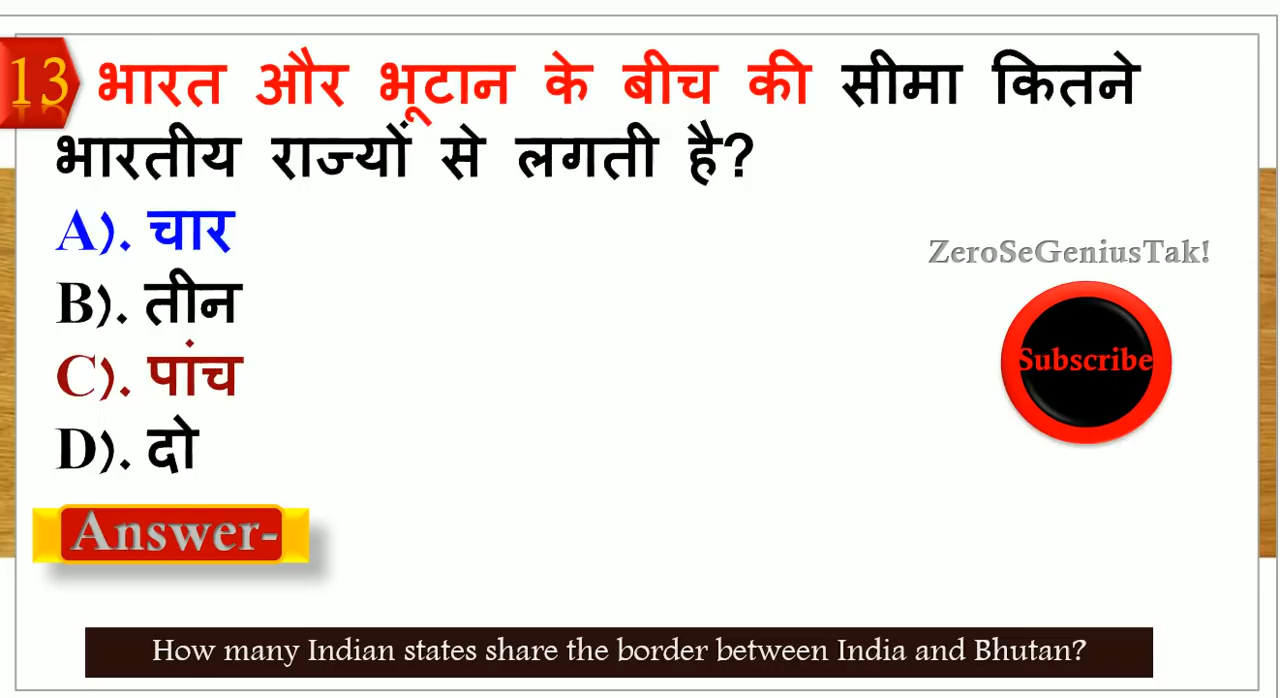 13 भारत और भूटान के बीच की सीमा कितने
भारतीय राज्यों से लगती है?
A). चार
ZeroSeGeniusTak!
B). तीन
Subscribe
C). पांच
D). दो
Answer-
How many Indian states share the border between India and Bhutan?